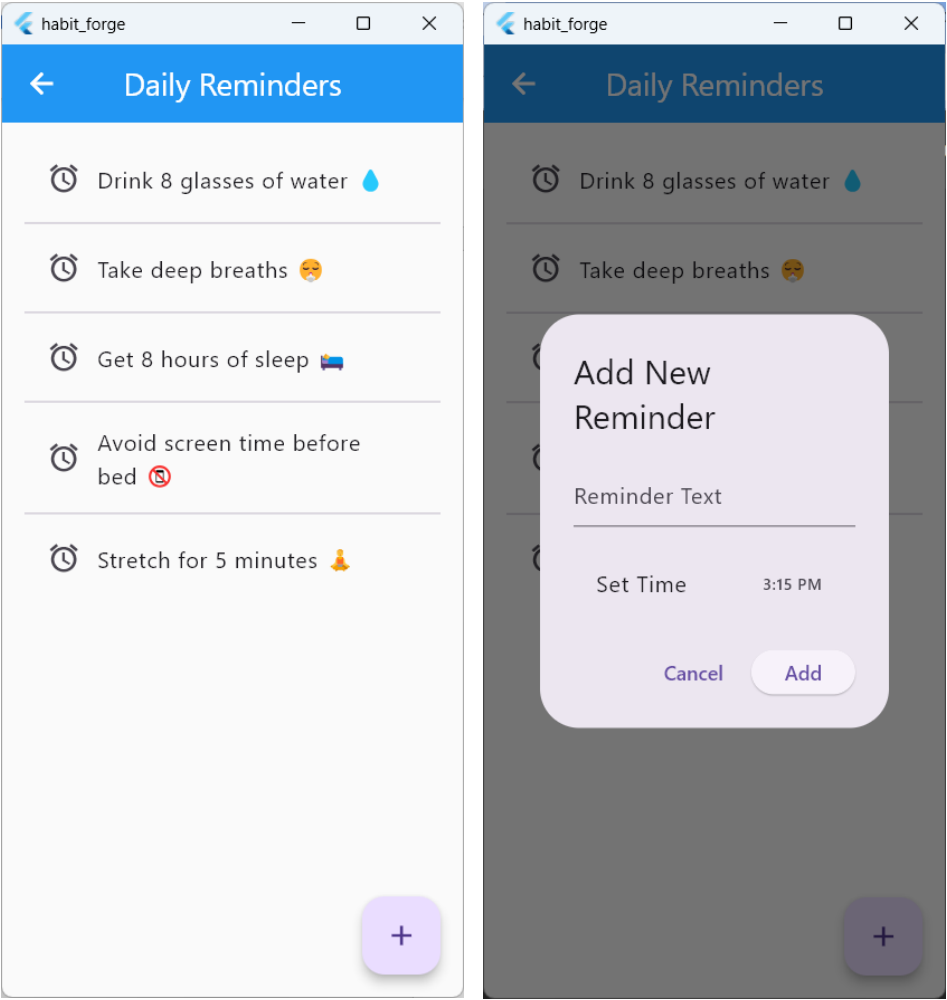 habit_forge
Daily Reminders
Drink 8 glasses of water 💧
Take deep breaths 😤
Get 8 hours of sleep 🛌
Avoid screen time before
bed 📵
Stretch for 5 minutes 🧘
+
habit_forge
Daily Reminders
Drink 8 glasses of water 💧
Take deep breaths 😤
Add New
Reminder
Reminder Text
Set Time 3:15 PM
Cancel Add
+